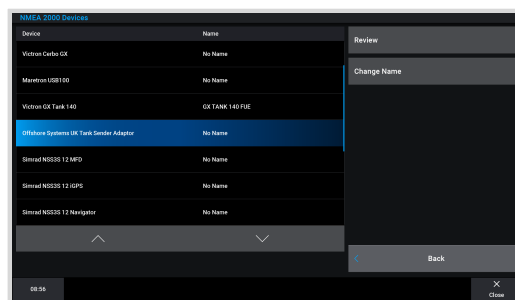 NMEA 2000 Devices
Device Name
Victron Cerbo GX No Name
Maretron USB100 No Name
Victron GX Tank 140 GX TANK 140 FUE
Offshore Systems UK Tank Sender Adaptor No Name
Simrad NSS3S 12 MFD No Name
Simrad NSS3S 12 iGPS No Name
Simrad NSS3S 12 Navigator No Name
Review
Change Name
Back
08:56
Close